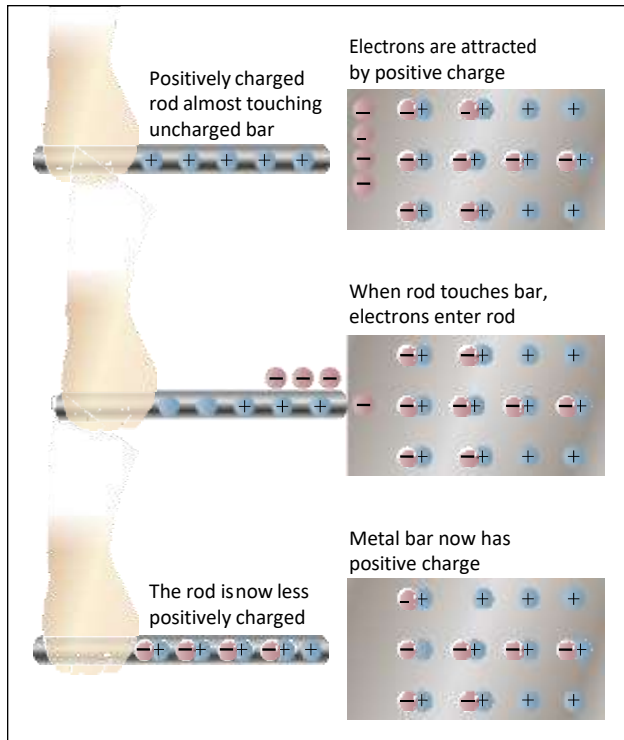 Positively charged
rod almost touching
uncharged bar
Electrons are attracted
by positive charge
When rod touches bar,
electrons enter rod
The rod is now less
positively charged
Metal bar now has
positive charge